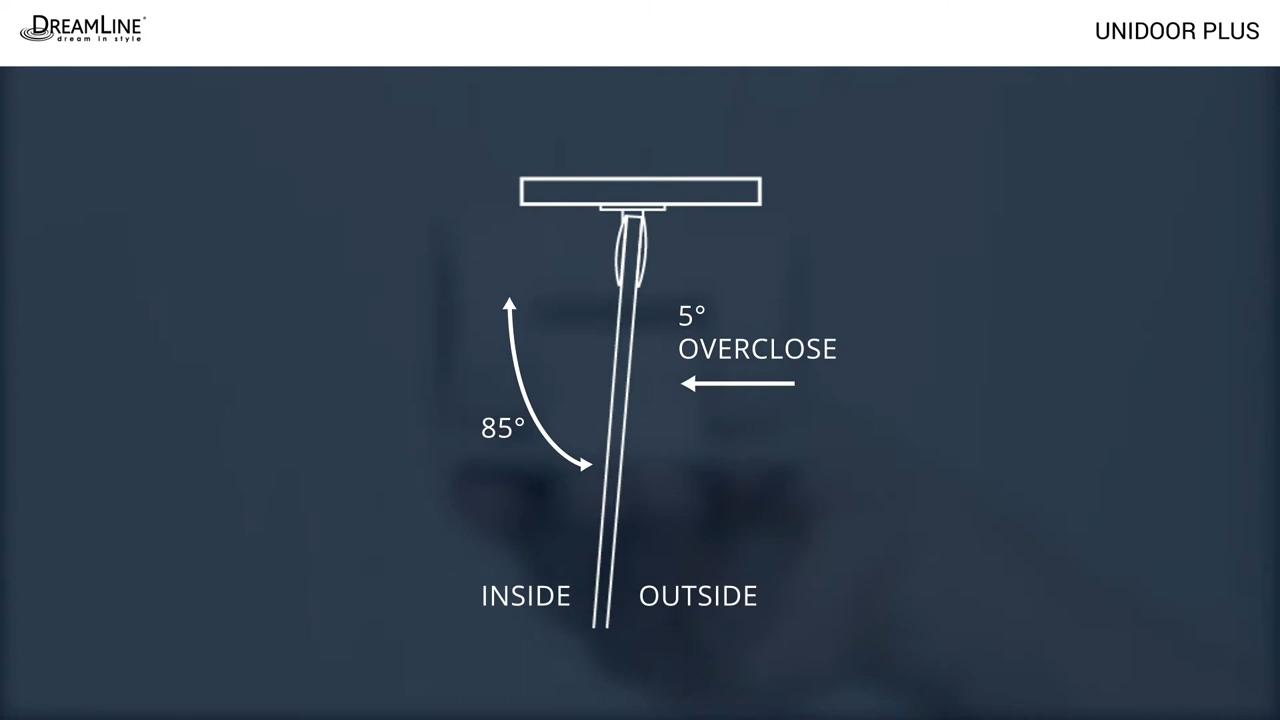 DREAMLINE®
dream in style
UNIDOOR PLUS
5°
OVERCLOSE
85°
INSIDE
OUTSIDE